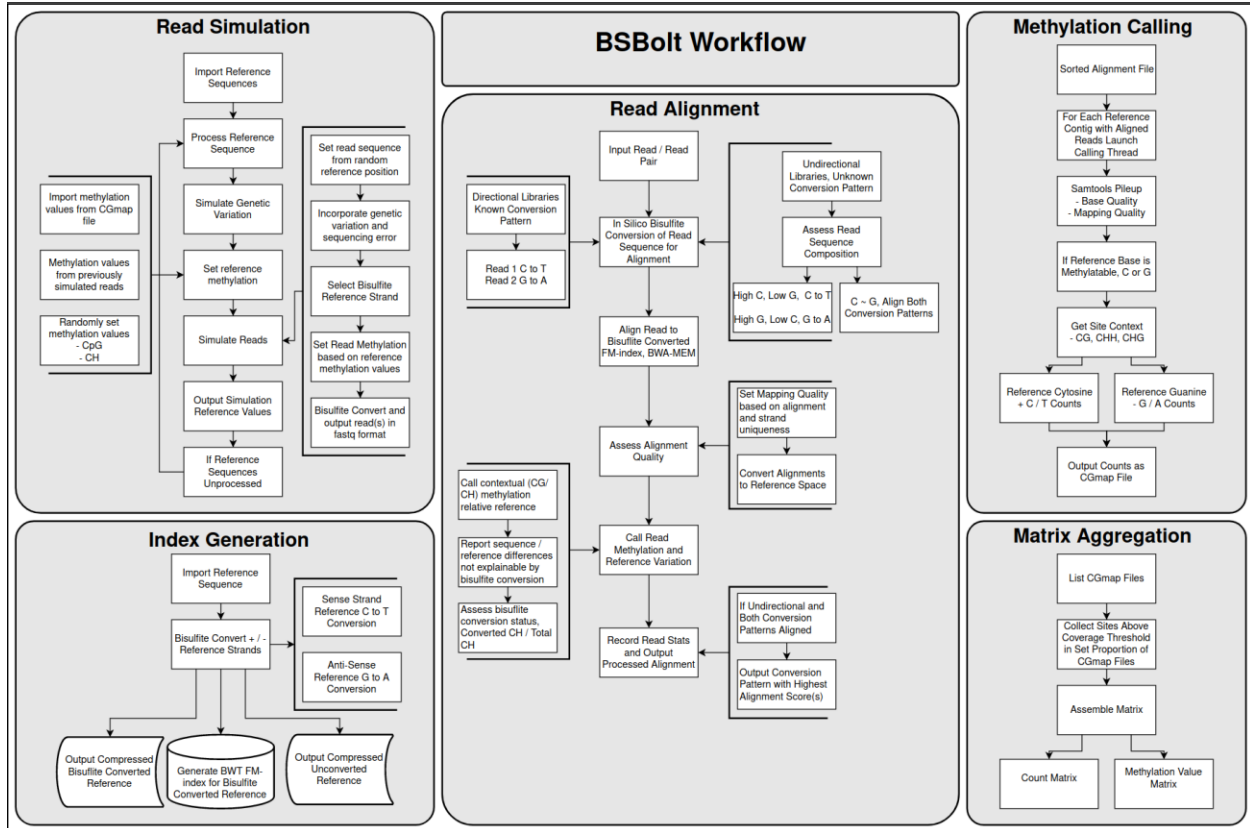 BSBolt Workflow
Read Simulation
Import Reference
Sequences
Process Reference
Sequence
Simulate Genetic
Variation
Set reference
methylation
Simulate Reads
Output Simulation
Reference Values
If Reference
Sequences
Unprocessed
Import methylation
values from CGmap
file
Methylation values
from previously
simulated reads
Randomly set
methylation values
- CpG
- CH
Set read sequence
from random
reference position
Incorporate genetic
variation and
sequencing error
Select Bisulfite
Reference Strand
Set Read Methylation
based on reference
methylation values
Bisulfite Convert and
output read(s) in
fastq format
Index Generation
Import Reference
Sequence
Bisulfite Convert + / -
Reference Strands
Sense Strand
Reference C to T
Conversion
Anti-Sense
Reference G to A
Conversion
Output Compressed
Bisulfite Converted
Reference
Generate BWT FM-
index for Bisulfite
Converted Reference
Output Compressed
Unconverted
Reference
Read Alignment
Input Read / Read
Pair
Directional Libraries
Known Conversion
Pattern
Read 1 C to T
Read 2 G to A
In Silico Bisulfite
Conversion of Read
Sequence for
Alignment
Undirectional
Libraries, Unknown
Conversion Pattern
Assess Read
Sequence
Composition
High C, Low G, C to T
High G, Low C, G to A
C ~ G, Align Both
Conversion Patterns
Align Read to
Bisulfite Converted
FM-index, BWA-MEM
Assess Alignment
Quality
Set Mapping Quality
based on alignment
and strand
uniqueness
Convert Alignments
to Reference Space
Call contextual (CG/
CH) methylation
relative reference
Report sequence /
reference differences
not explainable by
bisulfite conversion
Assess bisulfite
conversion status,
Converted CH / Total
CH
Call Read
Methylation and
Reference Variation
Record Read Stats
and Output
Processed Alignment
If Undirectional and
Both Conversion
Patterns Aligned
Output Conversion
Pattern with Highest
Alignment Score(s)
Methylation Calling
Sorted Alignment File
For Each Reference
Contig with Aligned
Reads Launch
Calling Thread
Samtools Pileup
- Base Quality
- Mapping Quality
If Reference Base is
Methylatable, C or G
Get Site Context
- CG, CHH, CHG
Reference Cytosine
+ C / T Counts
Reference Guanine
- G / A Counts
Output Counts as
CGmap File
Matrix Aggregation
List CGmap Files
Collect Sites Above
Coverage Threshold
in Set Proportion of
CGmap Files
Assemble Matrix
Count Matrix
Methylation Value
Matrix